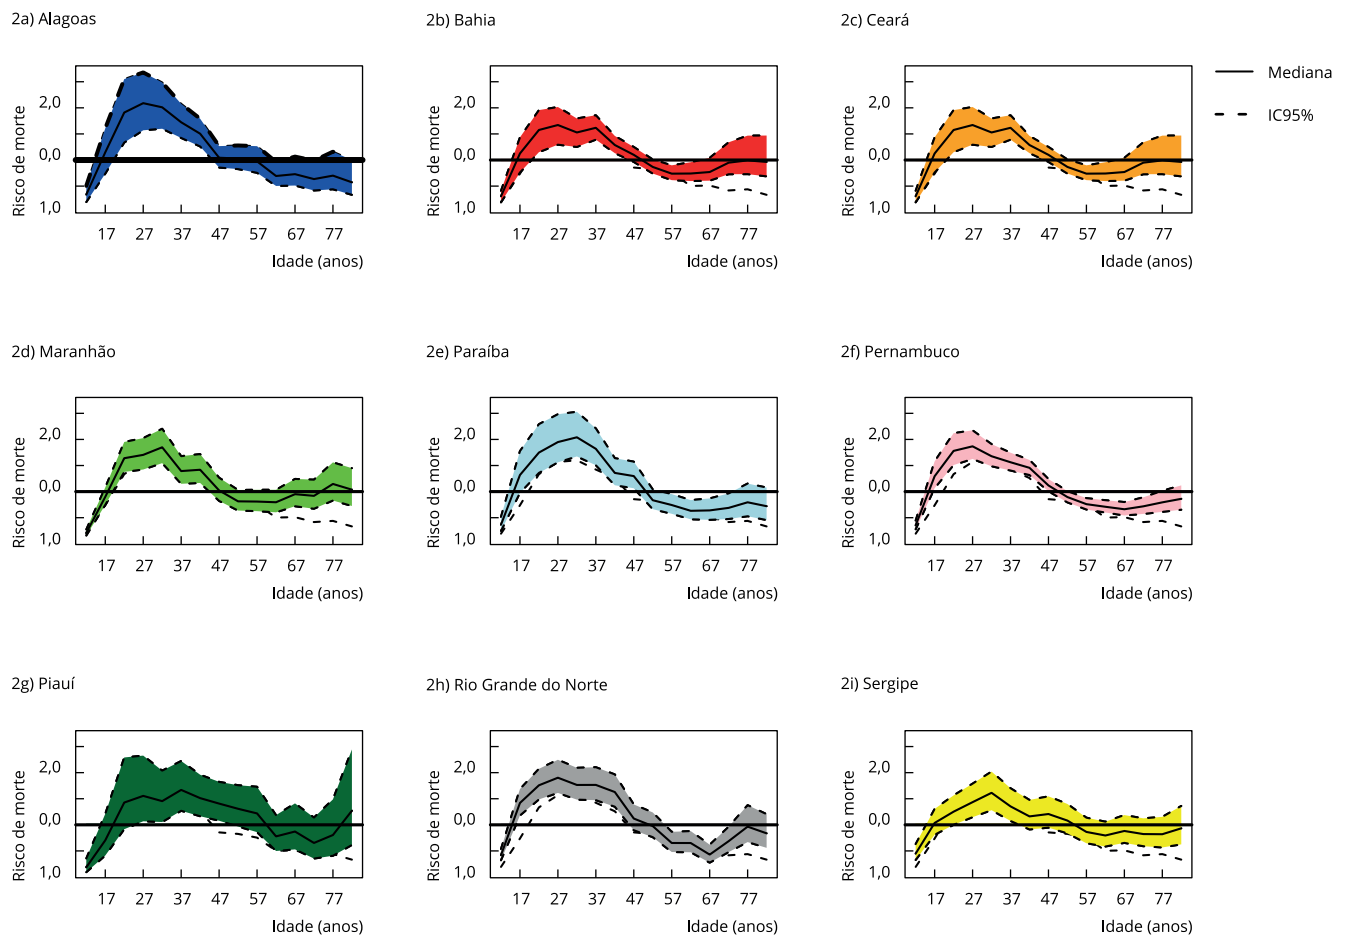 2a) Alagoas
2b) Bahia
2c) Ceará
Mediana
IC95%
Risco de morte
2,0
0,0
1,0
17 27 37 47 57 67 77
Idade (anos)
Risco de morte
2,0
0,0
1,0
17 27 37 47 57 67 77
Idade (anos)
Risco de morte
2,0
0,0
1,0
17 27 37 47 57 67 77
Idade (anos)
2d) Maranhão
2e) Paraíba
2f) Pernambuco
Risco de morte
2,0
0,0
1,0
17 27 37 47 57 67 77
Idade (anos)
Risco de morte
2,0
0,0
1,0
17 27 37 47 57 67 77
Idade (anos)
Risco de morte
2,0
0,0
1,0
17 27 37 47 57 67 77
Idade (anos)
2g) Piauí
2h) Rio Grande do Norte
2i) Sergipe
Risco de morte
2,0
0,0
1,0
17 27 37 47 57 67 77
Idade (anos)
Risco de morte
2,0
0,0
1,0
17 27 37 47 57 67 77
Idade (anos)
Risco de morte
2,0
0,0
1,0
17 27 37 47 57 67 77
Idade (anos)